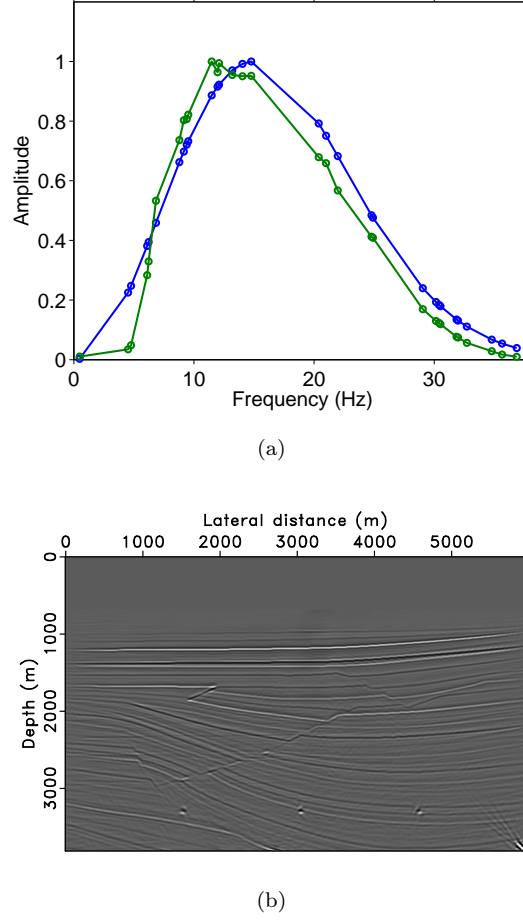 1
0.8
0.6
0.4
0.2
0
Amplitude
0 10 20 30
Frequency (Hz)
(a)
Lateral distance (m)
0 1000 2000 3000 4000 5000
0
1000
2000
3000
Depth (m)
(b)